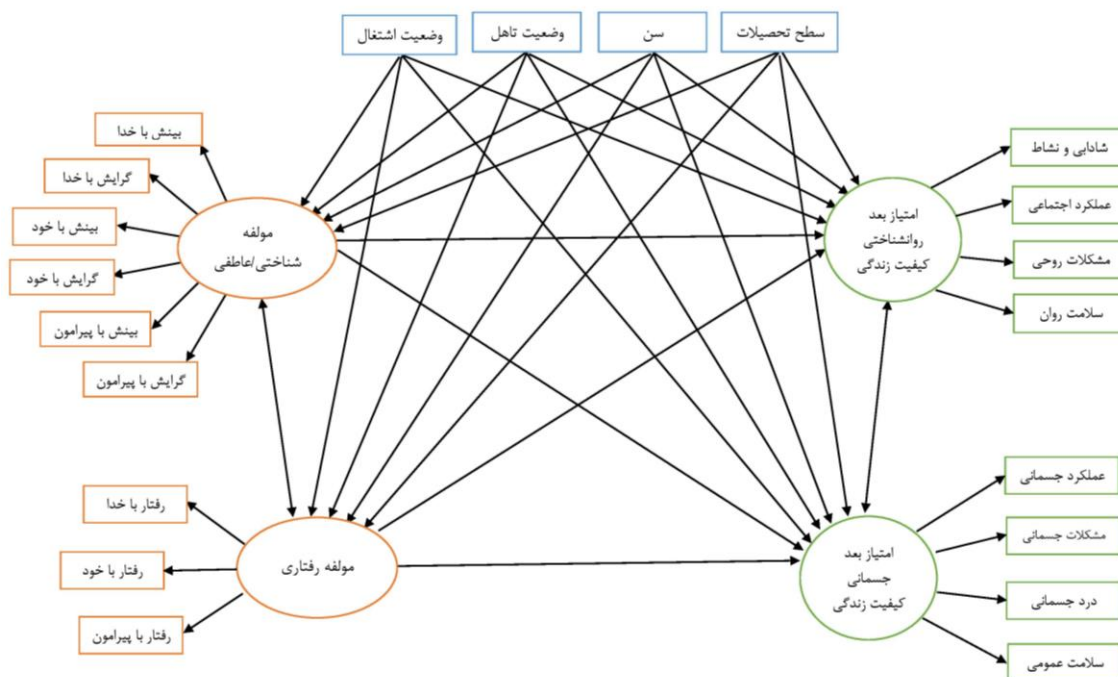 سطح تحصیلات
سن
وضعیت تاهل
وضعیت اشتغال
شادابی و نشاط
عملکرد اجتماعی
مشکلات روحی
سلامت روان
امتیاز بعد
روانشناختی
کیفیت زندگی
مولفه
شناختی/عاطفی
بینش با خدا
گرایش با خدا
بینش با خود
گرایش با خود
بینش با پیرامون
گرایش با پیرامون
عملکرد جسمانی
مشکلات جسمانی
درد جسمانی
سلامت عمومی
امتیاز بعد
جسمانی
کیفیت زندگی
مولفه رفتاری
رفتار با خدا
رفتار با خود
رفتار با پیرامون